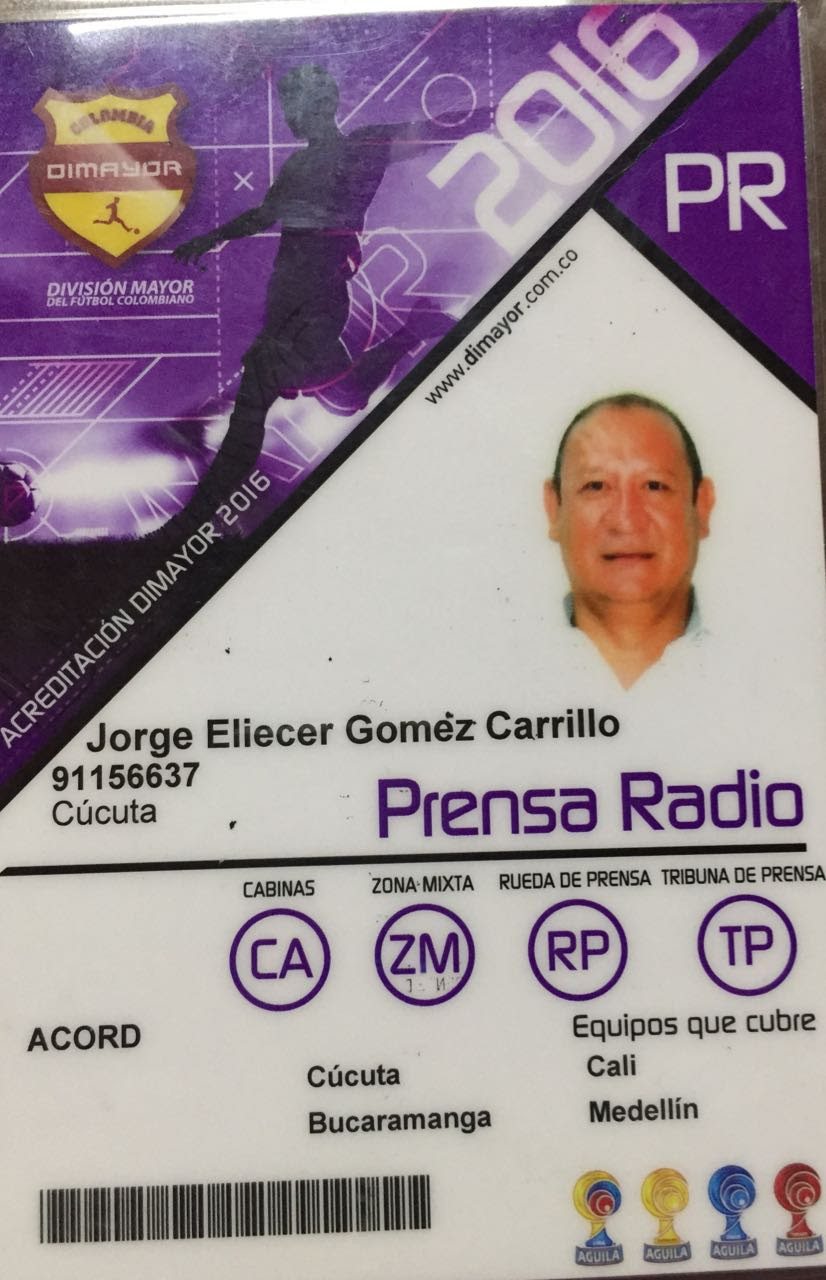 COLOMBIA
DIMAYOR
DIVISIÓN MAYOR
DEL FÚTBOL COLOMBIANO
2016
PR
www.dimayor.com.co
ACREDITACIÓN DIMAYOR 2016
Jorge Eliecer Gomez Carrillo
91156637
Cúcuta
Prensa Radio
CABINAS ZONA MIXTA RUEDA DE PRENSA TRIBUNA DE PRENSA
CA ZM RP TP
ACORD
Equipos que cubre
Cúcuta Cali
Bucaramanga Medellín
AGUILA AGUILA AGUILA AGUILA